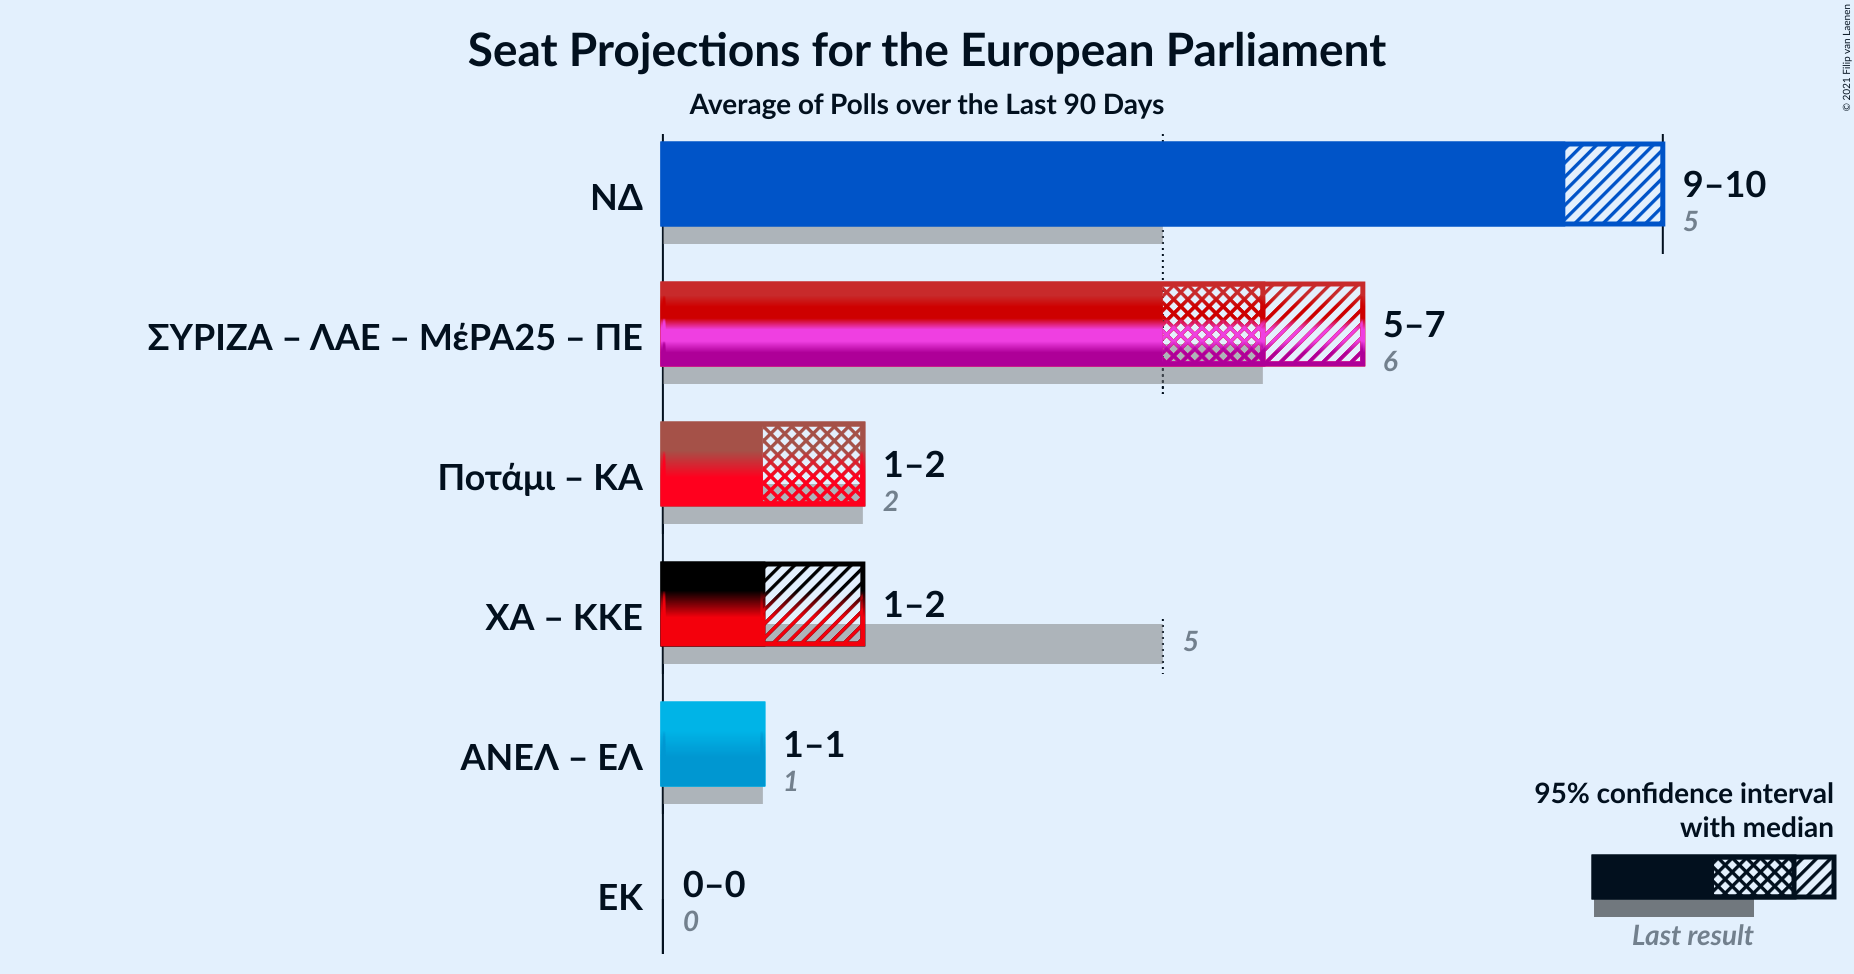 Seat Projections for the European Parliament
Average of Polls over the Last 90 Days
© 2021 Filip van Laenen
ΝΔ
9–10
5
ΣΥΡΙΖΑ – ΛΑΕ – ΜέΡΑ25 – ΠΕ
5–7
6
Ποτάμι – ΚΑ
1–2
2
ΧΑ – ΚΚΕ
1–2
5
ΑΝΕΛ – ΕΛ
1–1
1
ΕΚ
0–0
0
95% confidence interval
with median
Last result